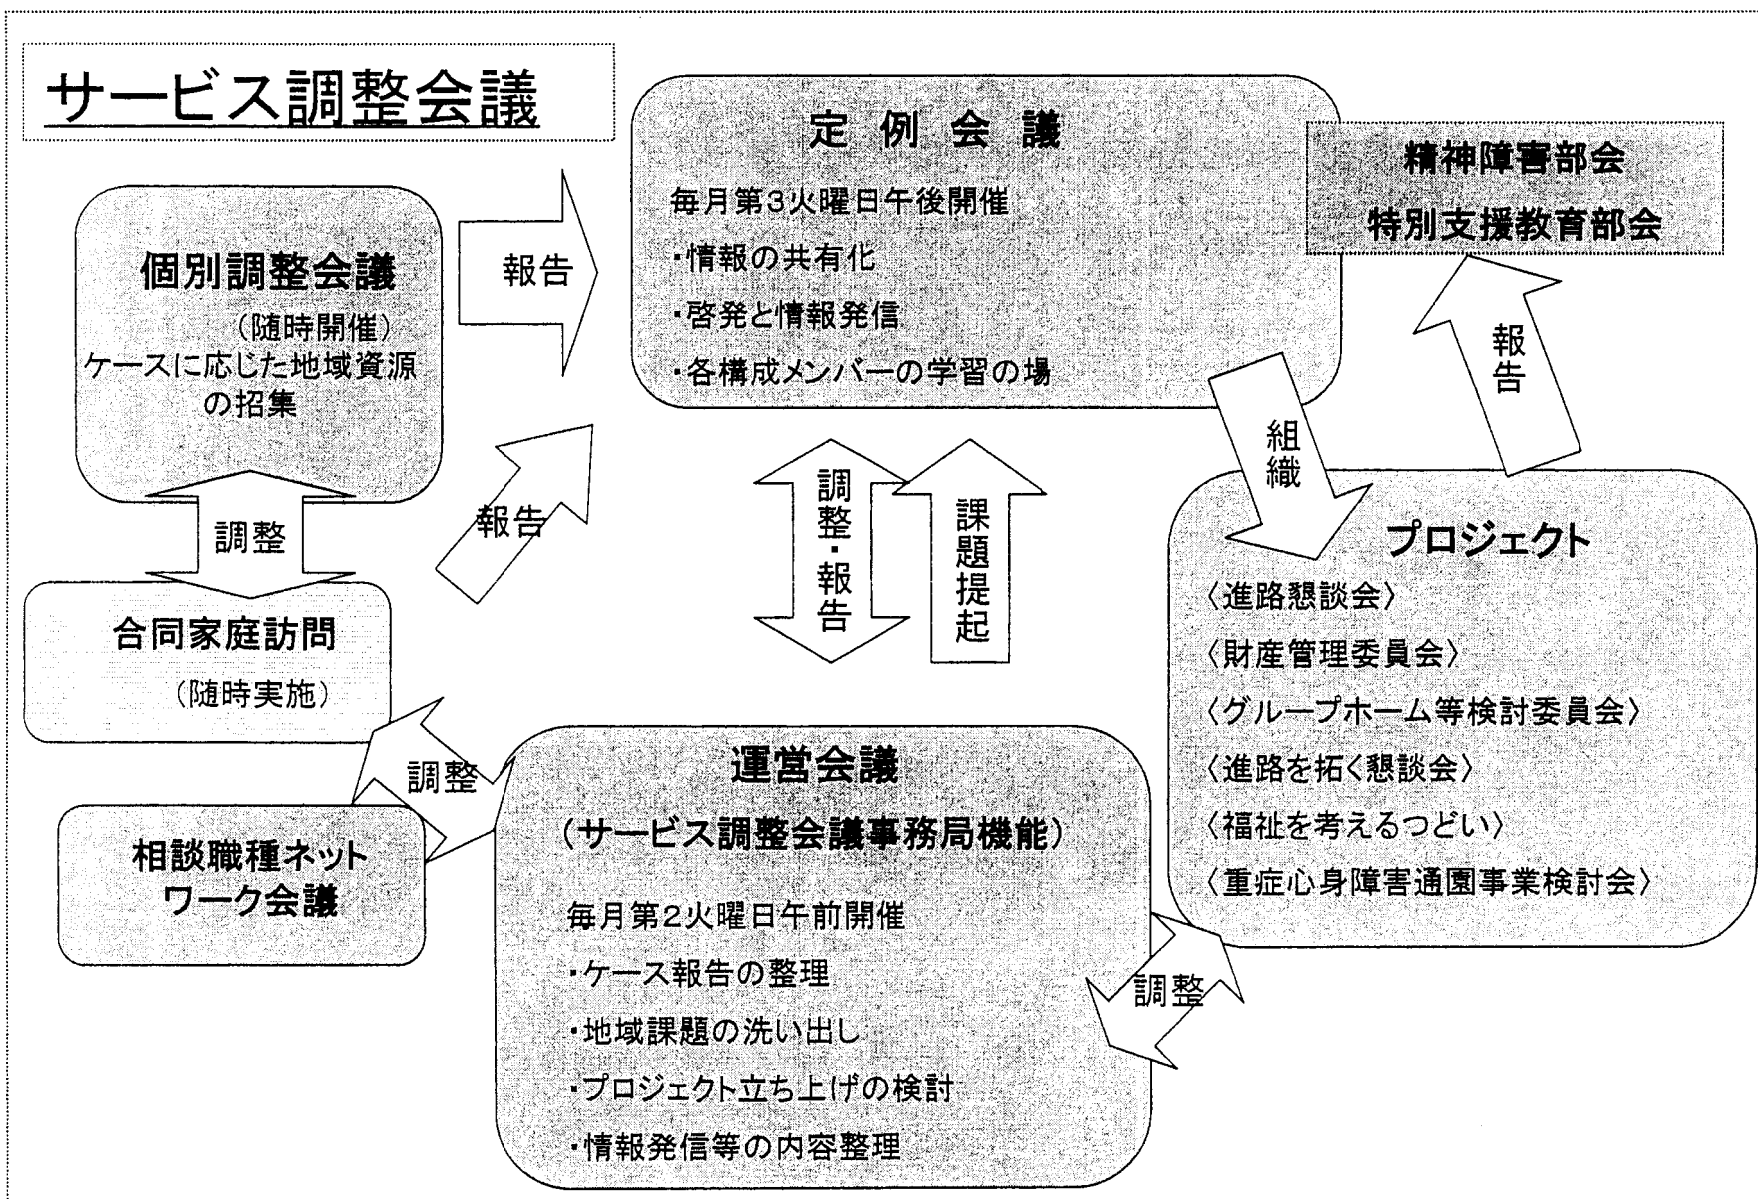 サービス調整会議
定例会議
毎月第3火曜日午後開催
・情報の共有化
・啓発と情報発信
・各構成メンバーの学習の場
精神障害部会
特別支援教育部会
個別調整会議
（随時開催）
ケースに応じた地域資源
の招集
報告
報告
調整
報告
調整・報告
課題提起
組織
合同家庭訪問
（随時実施）
調整
相談職種ネット
ワーク会議
運営会議
（サービス調整会議事務局機能）
毎月第2火曜日午前開催
・ケース報告の整理
・地域課題の洗い出し
・プロジェクト立ち上げの検討
・情報発信等の内容整理
プロジェクト
〈進路懇談会〉
〈財産管理委員会〉
〈グループホーム等検討委員会〉
〈進路を拓く懇談会〉
〈福祉を考えるつどい〉
〈重症心身障害通園事業検討会〉
調整